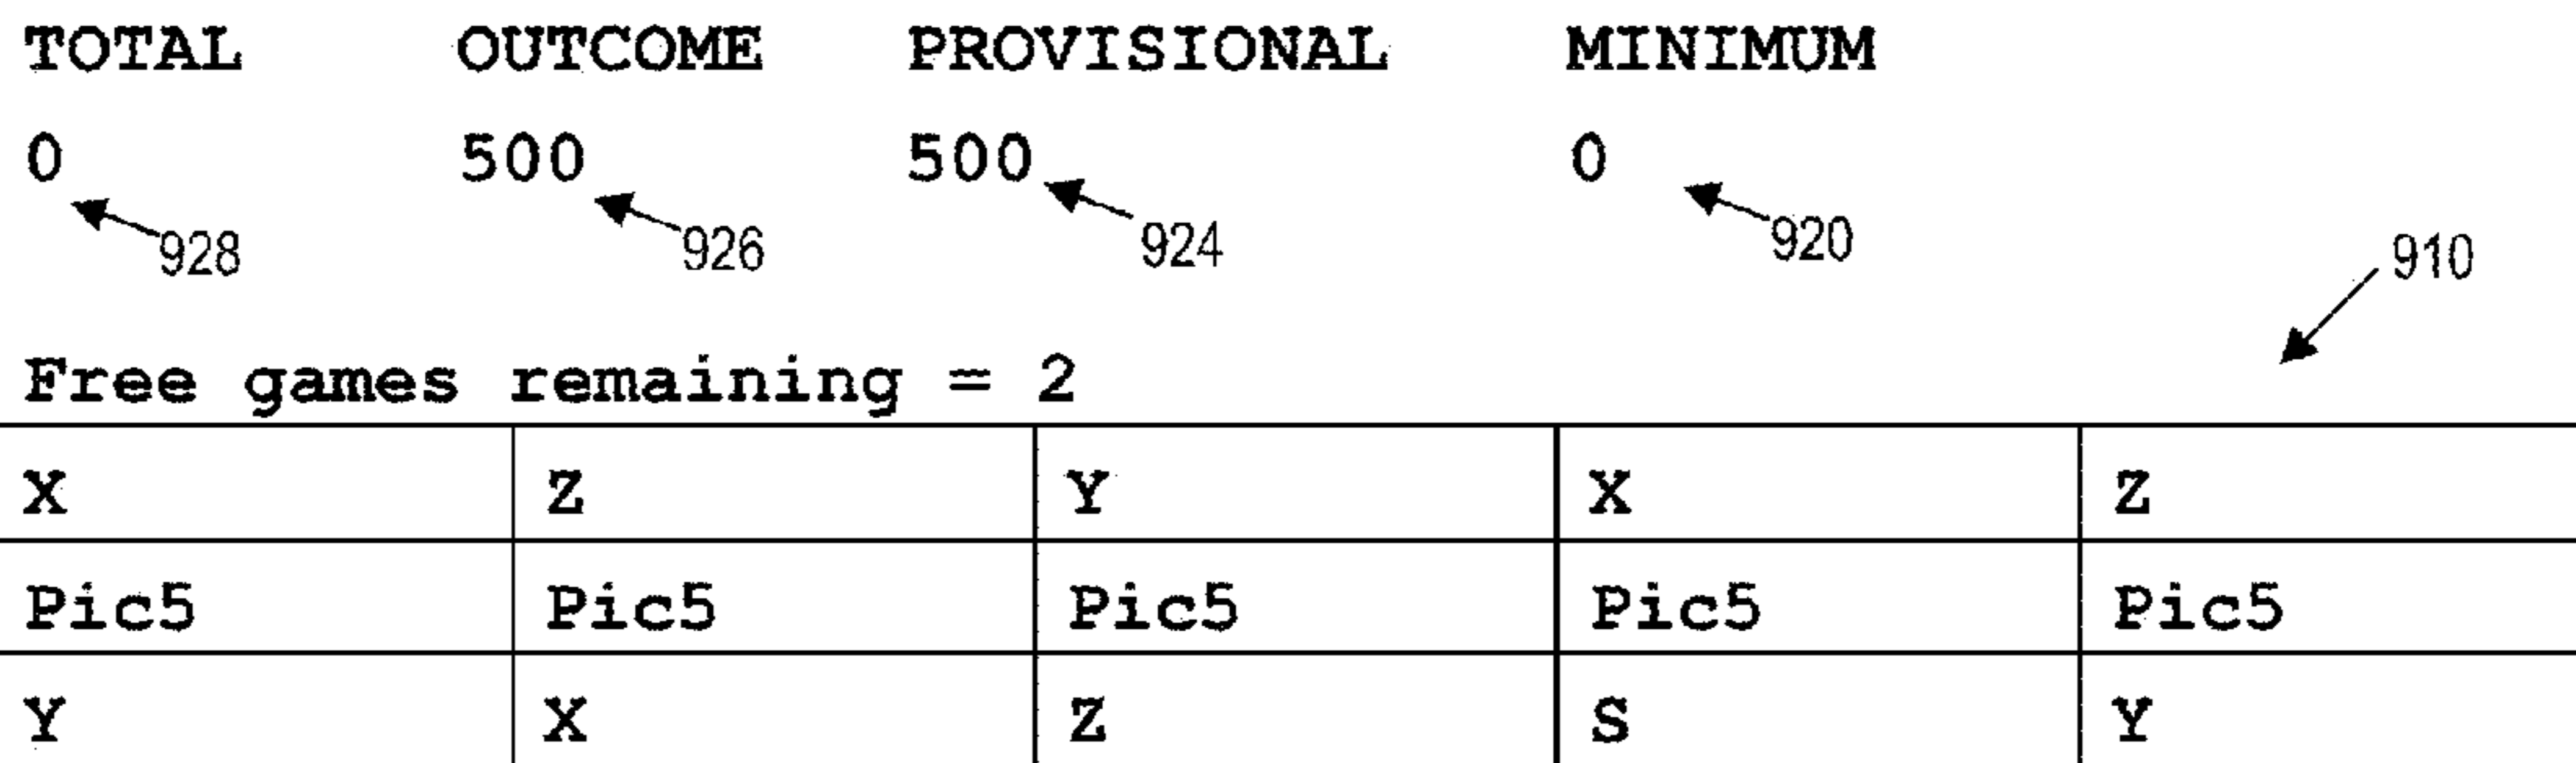 TOTAL OUTCOME PROVISIONAL MINIMUM
0 500 500 0
928 926 924 920 910
Free games remaining = 2
X Z Y X Z
Pic5 Pic5 Pic5 Pic5 Pic5
Y X Z S Y